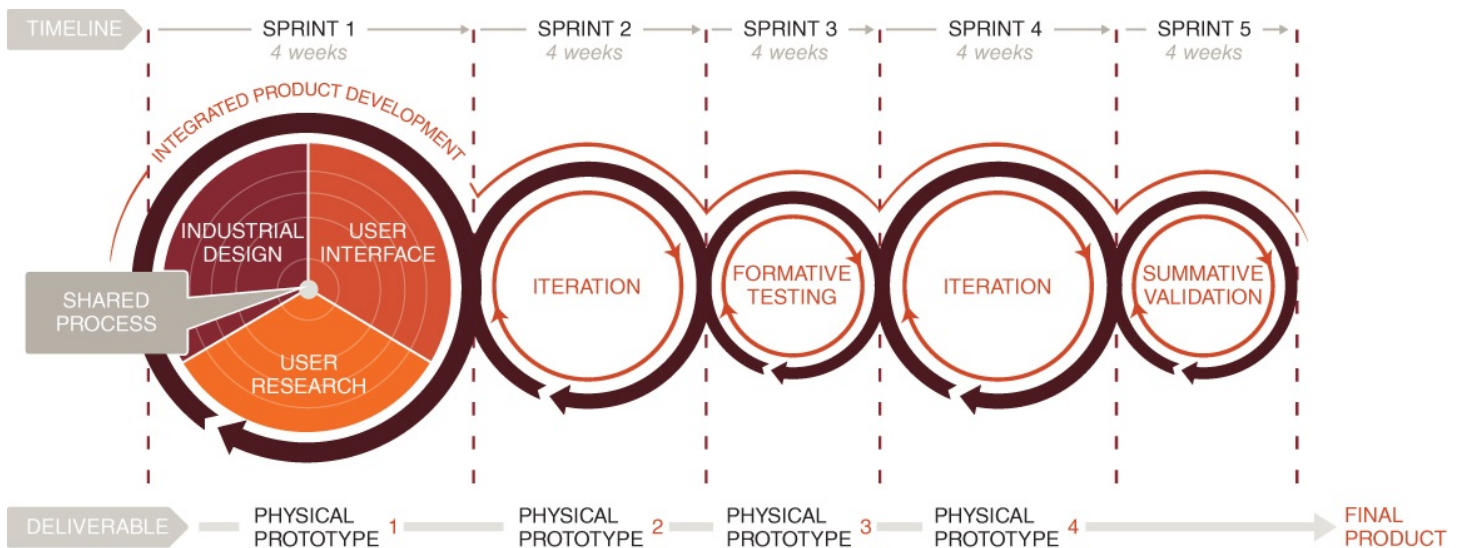 TIMELINE
SPRINT 1
4 weeks
SPRINT 2
4 weeks
SPRINT 3
4 weeks
SPRINT 4
4 weeks
SPRINT 5
4 weeks
INTEGRATED PRODUCT DEVELOPMENT
INDUSTRIAL
DESIGN
USER
INTERFACE
SHARED
PROCESS
USER
RESEARCH
ITERATION
FORMATIVE
TESTING
ITERATION
SUMMATIVE
VALIDATION
DELIVERABLE
PHYSICAL
PROTOTYPE 1
PHYSICAL
PROTOTYPE 2
PHYSICAL
PROTOTYPE 3
PHYSICAL
PROTOTYPE 4
FINAL
PRODUCT